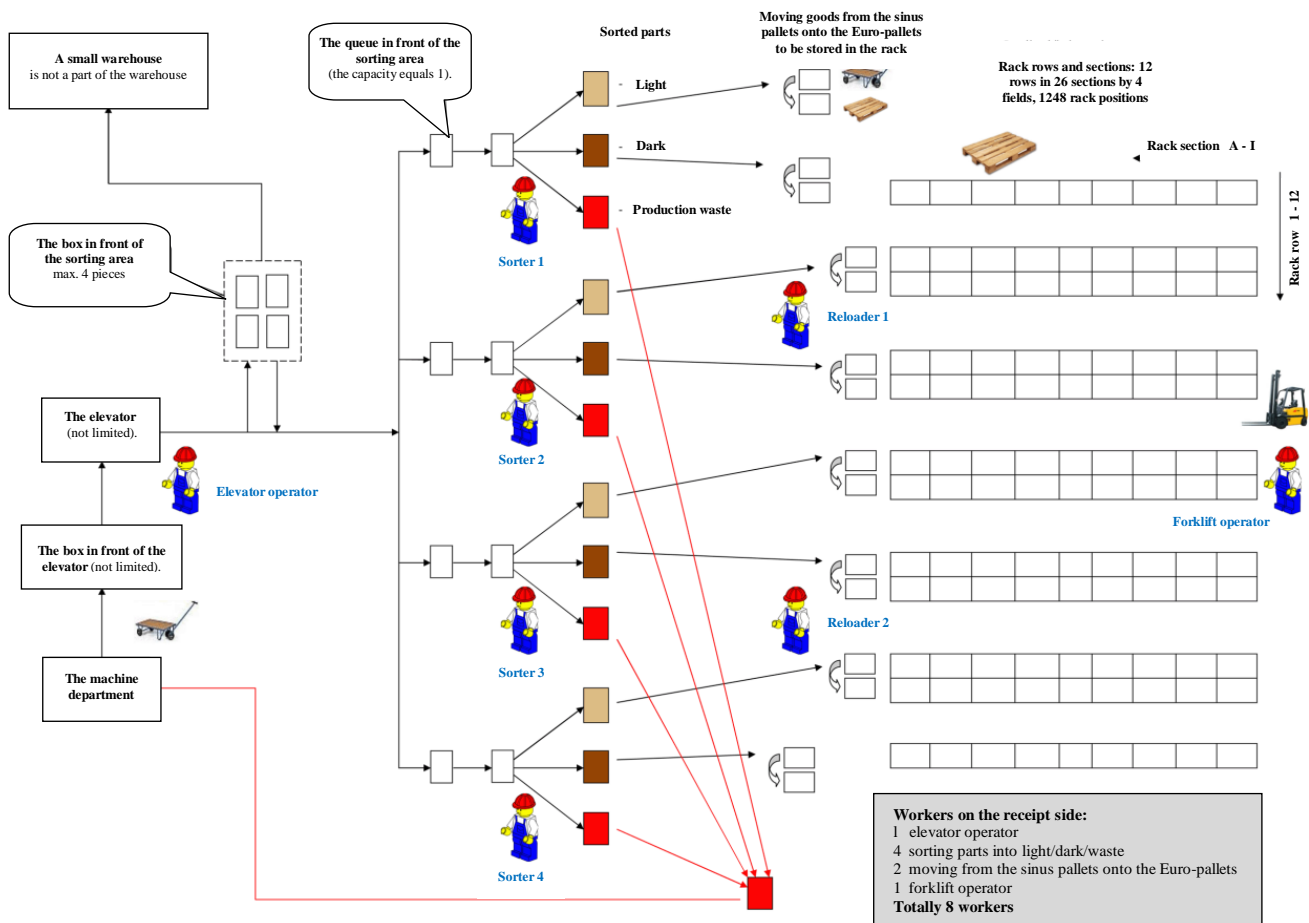 A small warehouse
is not a part of the warehouse
The queue in front of the
sorting area
(the capacity equals 1).
Sorted parts
Moving goods from the sinus
pallets onto the Euro-pallets
to be stored in the rack
Rack rows and sections: 12
rows in 26 sections by 4
fields, 1248 rack positions
- Light
- Dark
- Production waste
Rack section A - I
Rack row 1 - 12
The box in front of
the sorting area
max. 4 pieces
Sorter 1
Reloader 1
The elevator
(not limited).
Sorter 2
Elevator operator
Forklift operator
The box in front of the
elevator (not limited).
Reloader 2
Sorter 3
The machine
department
Sorter 4
Workers on the receipt side:
1 elevator operator
4 sorting parts into light/dark/waste
2 moving from the sinus pallets onto the Euro-pallets
1 forklift operator
Totally 8 workers